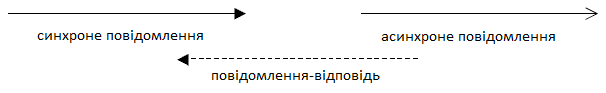 синхроне повідомлення
асинхроне повідомлення
повідомлення-відповідь